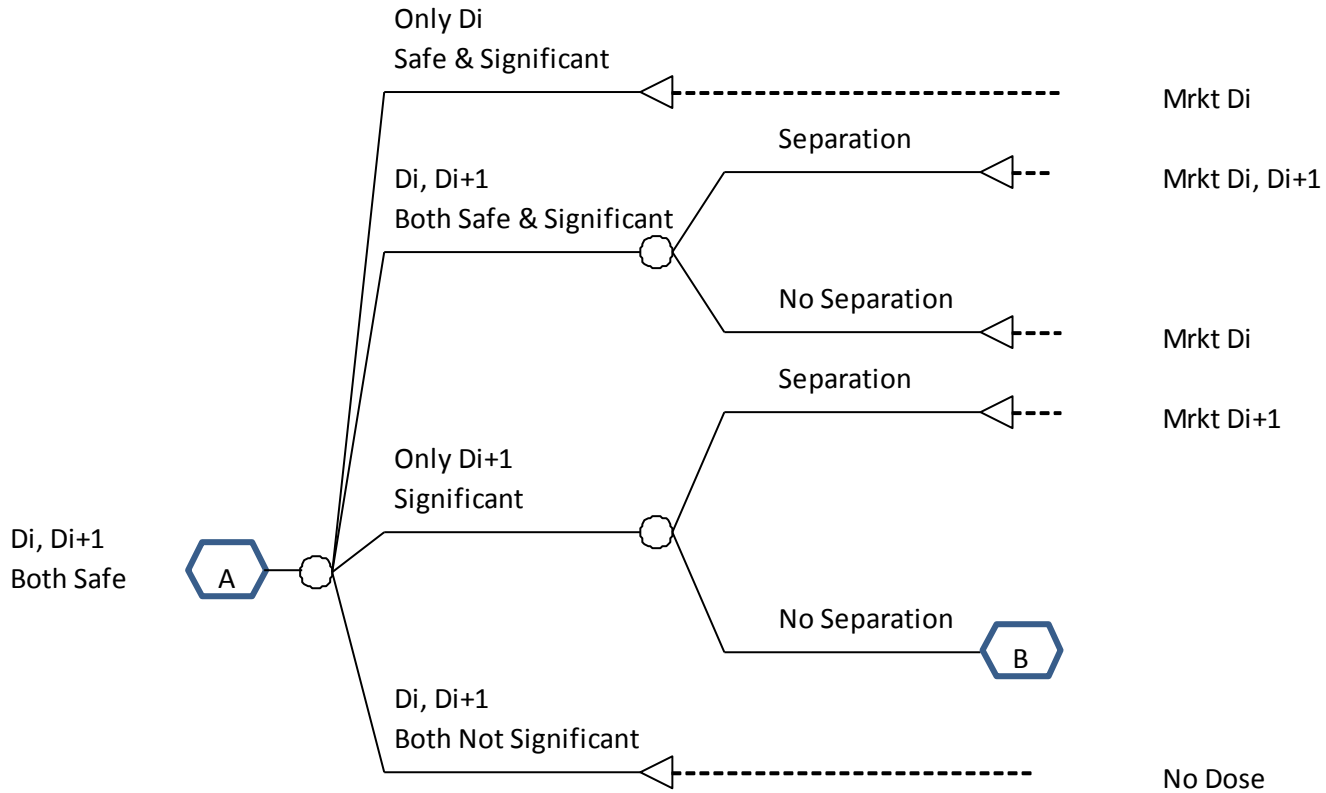 Only Di
Safe & Significant
Mrkt Di
Separation
Di, Di+1
Both Safe & Significant
Mrkt Di, Di+1
No Separation
Mrkt Di
Separation
Mrkt Di+1
Only Di+1
Significant
Di, Di+1
Both Safe
A
No Separation
B
Di, Di+1
Both Not Significant
No Dose